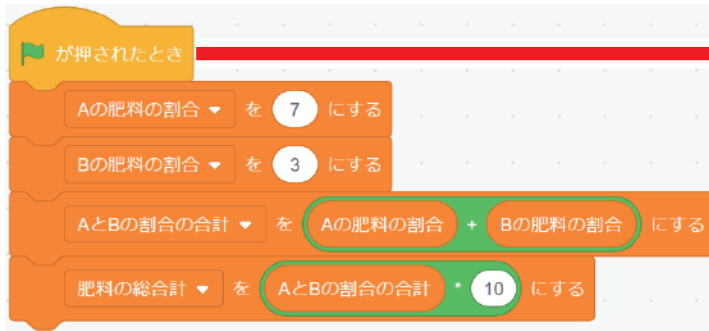 が押されたとき
Aの肥料の割合 を 7 にする
Bの肥料の割合 を 3 にする
AとBの割合の合計 を Aの肥料の割合 + Bの肥料の割合 にする
肥料の総合計 を AとBの割合の合計 * 10 にする